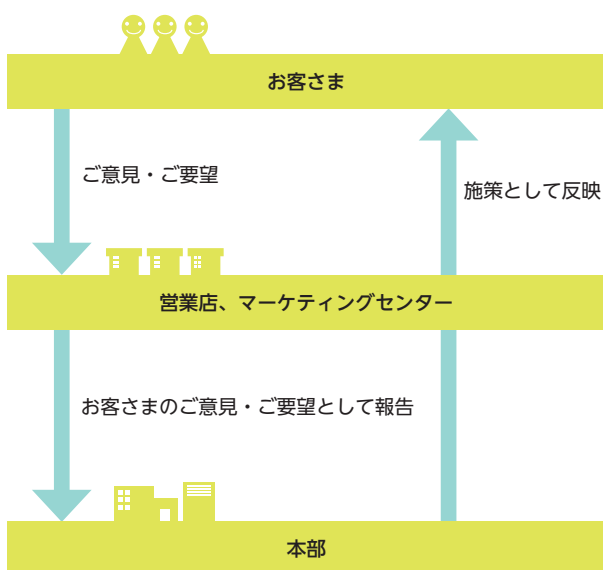 お客さま
ご意見・ご要望
施策として反映
営業店、マーケティングセンター
お客さまのご意見・ご要望として報告
本部